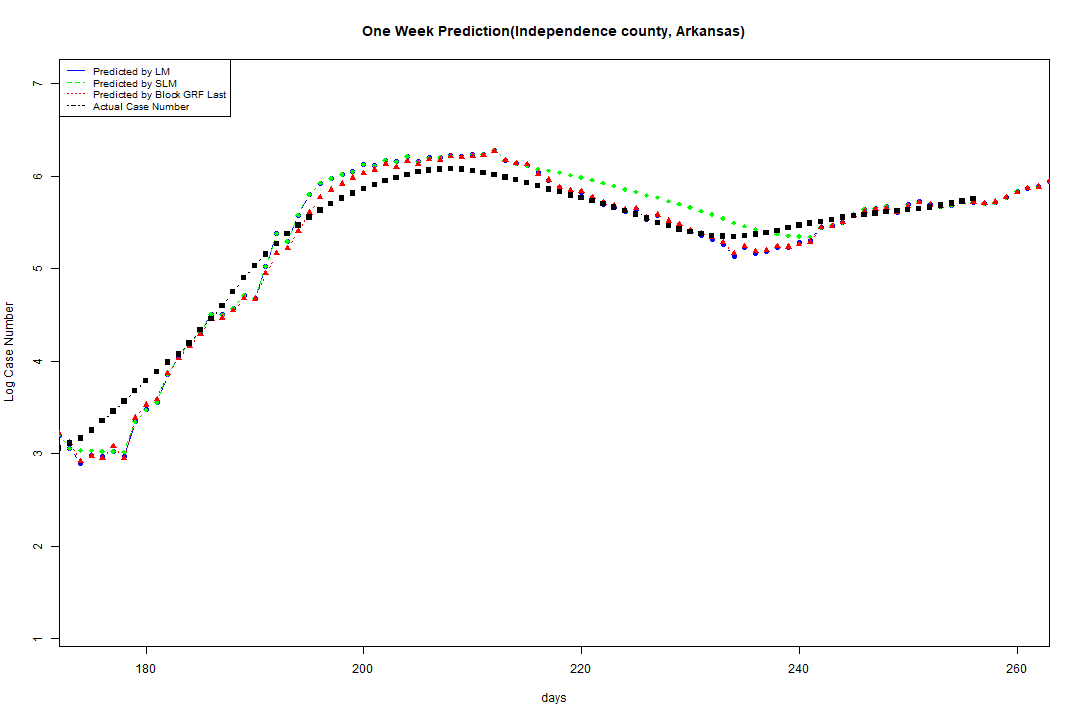 One Week Prediction(Independence county, Arkansas)
Predicted by LM
Predicted by SLM
Predicted by Block GRF Last
Actual Case Number
Log Case Number
7
6
5
4
3
2
1
180 200 220 240 260
days